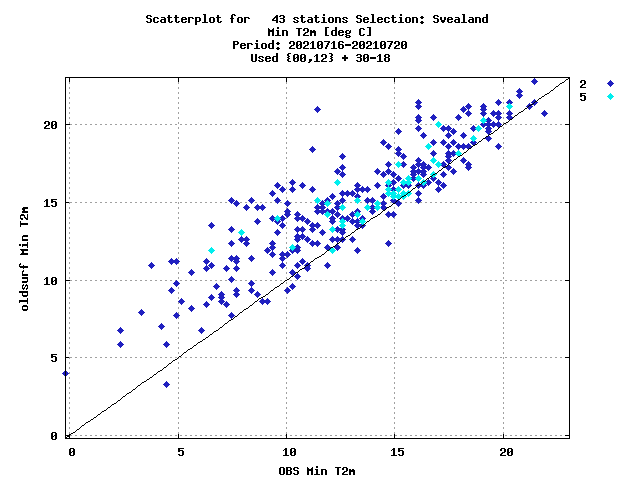 Scatterplot for   43 stations Selection: Svealand
Min T2m [deg C]
Period: 20210716-20210720
Used {00,12} + 30-18
2
5
20
15
10
5
0
oldsurf Min T2m
0 5 10 15 20
OBS Min T2m